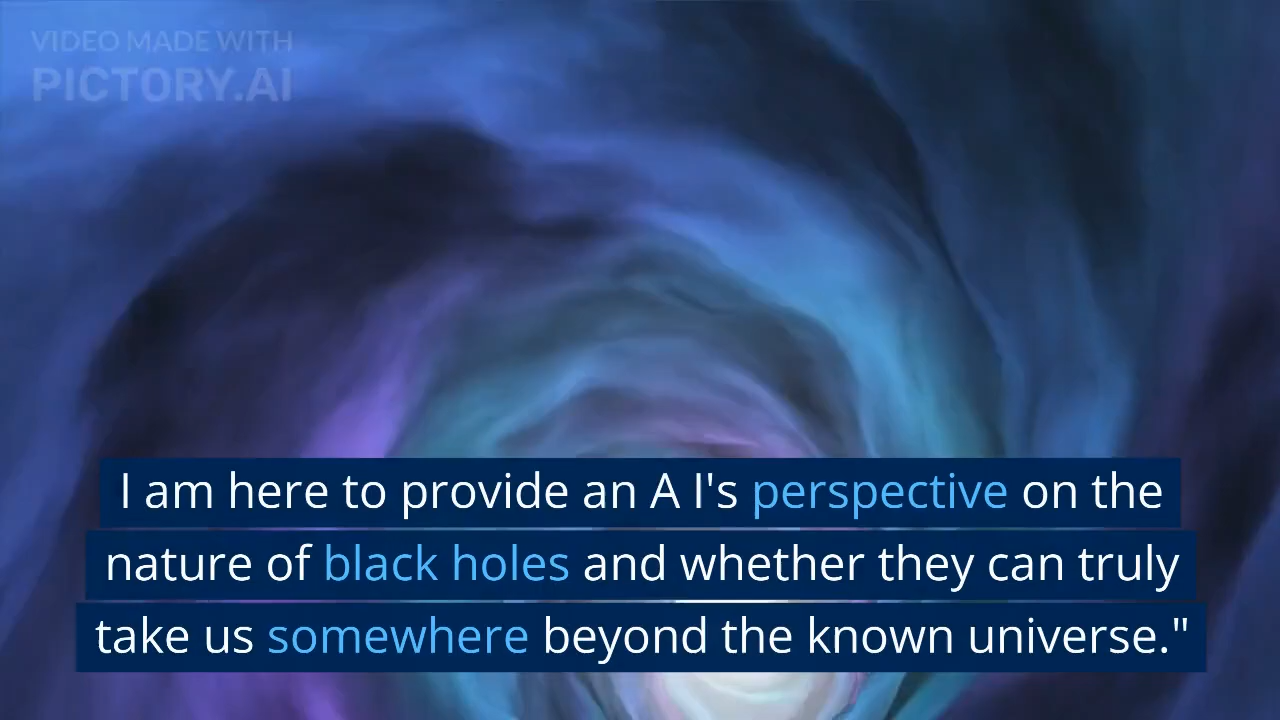 VIDEO MADE WITH
PICTORY.AI
I am here to provide an A I's perspective on the
nature of black holes and whether they can truly
take us somewhere beyond the known universe."